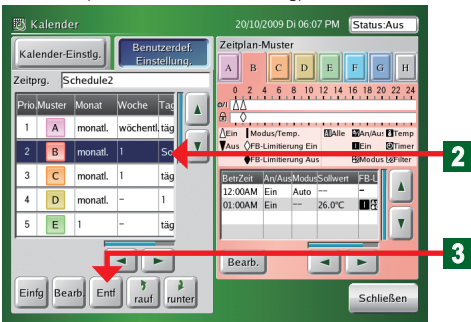 Kalender
20/10/2009 Di 06:07 PM
Status:Aus
Kalender-Einstlg.
Benutzerdef. Einstellung.
Zeitprg. Schedule2
Prio. Muster Monat Woche Tag
1 A monatl. wöchentl. täg
2 B monatl. 1 So
3 C monatl. - täg
4 D monatl. - 1
5 E 1 - täg
Einfg Bearb Entf rauf runter
Zeitplan-Muster
A B C D E F G H
0 2 4 6 8 10 12 14 16 18 20 22 24
Ein Modus/Temp. Alle An/Aus Temp
Aus FB-Limitierung Ein Ein Timer
FB-Limitierung Aus Modus Filter
BetrZeit An/Aus Modus Sollwert FB-L
12:00AM Ein Auto -- -
01:00AM Ein -- 26.0°C
Bearb.
Schließen
2
3